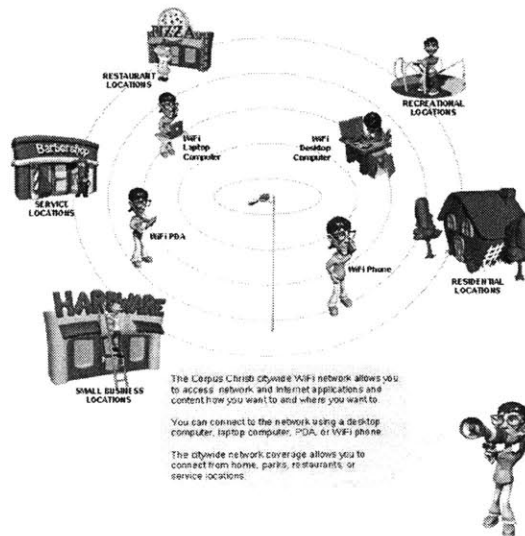 PIZZA
RESTAURANT
LOCATIONS
RECREATIONAL
LOCATIONS
WiFi
Laptop
Computer
WiFi
Desktop
Computer
Barbershop
SERVICE
LOCATIONS
WiFi PDA
WiFi Phone
RESIDENTIAL
LOCATIONS
HARDWARE
SMALL BUSINESS
LOCATIONS
The Corpus Christi citywide WiFi network allows you
to access network and Internet applications and
content how you want to and where you want to.
You can connect to the network using a desktop
computer, laptop computer, PDA, or WiFi phone.
The citywide network coverage allows you to
connect from home, parks, restaurants, or
service locations.